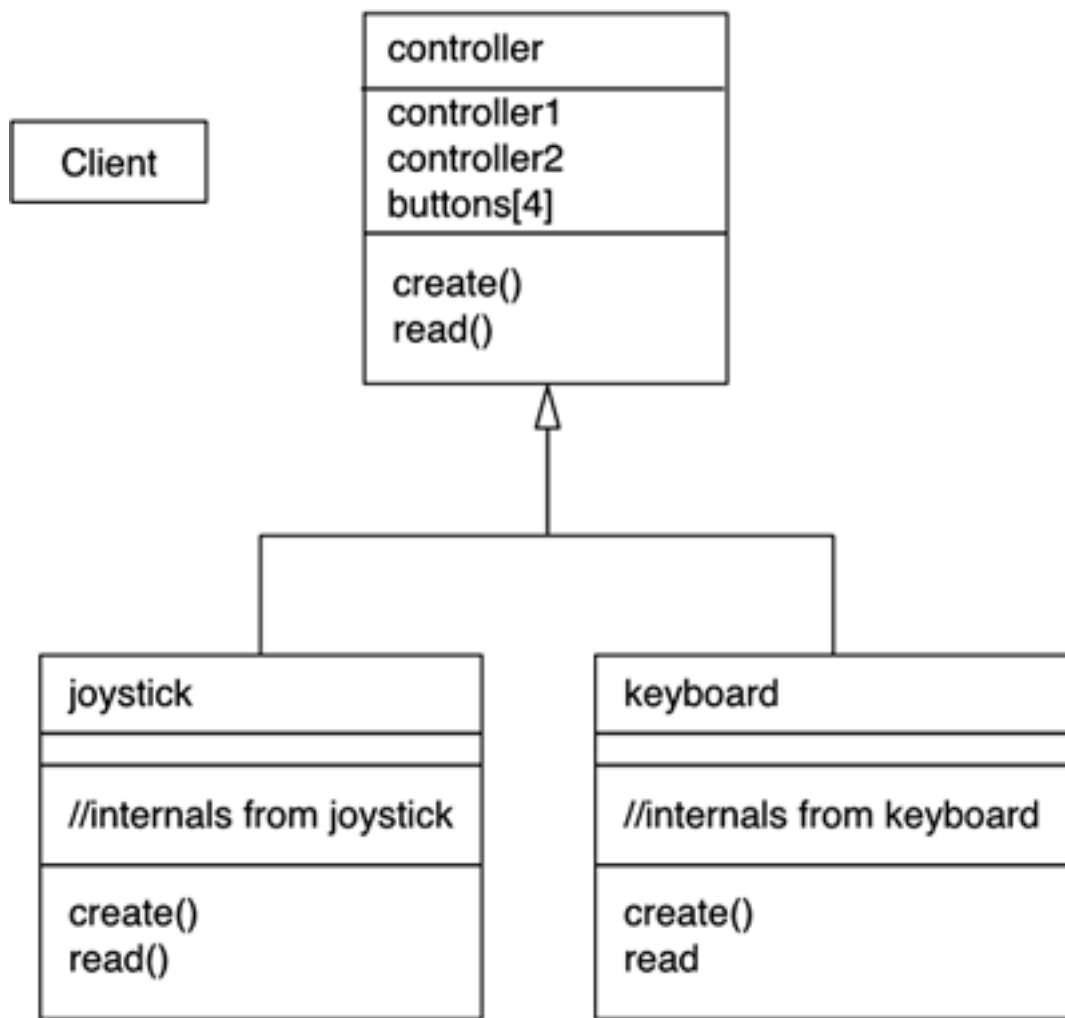 controller
controller1
controller2
buttons[4]
create()
read()
Client
joystick
//internals from joystick
create()
read()
keyboard
//internals from keyboard
create()
read